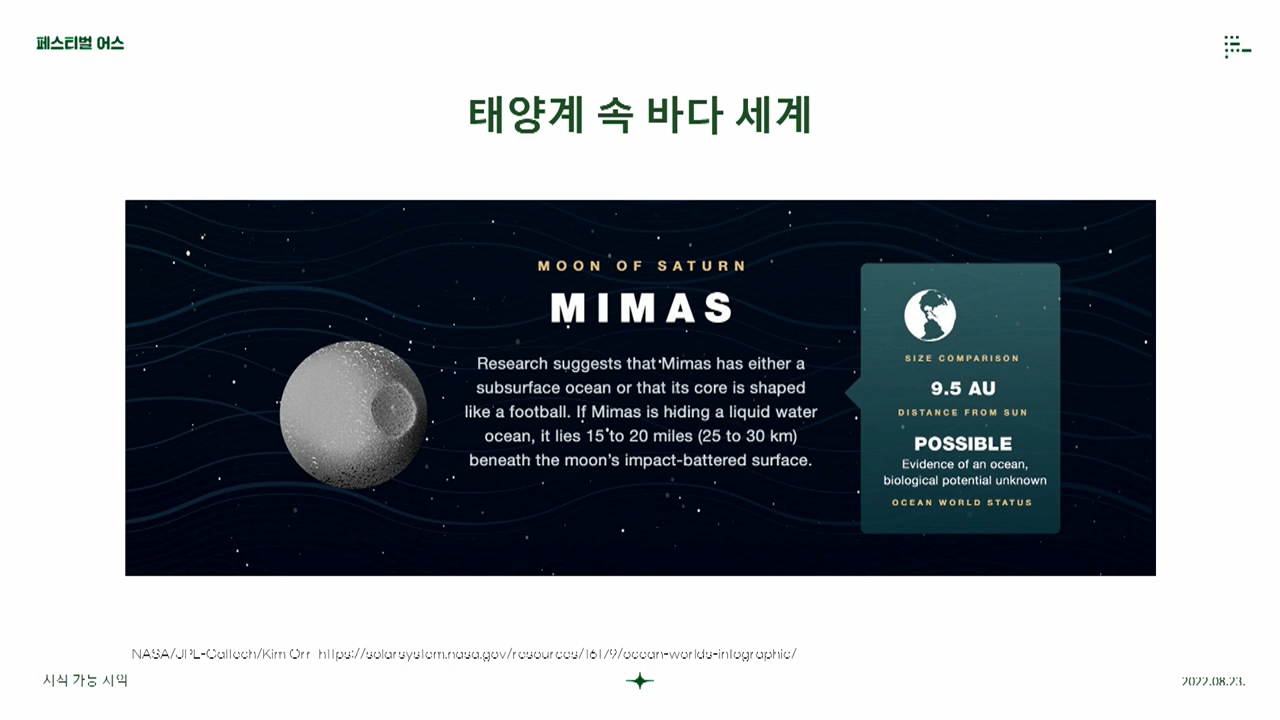 페스티벌 어스
태양계 속 바다 세계
MOON OF SATURN
MIMAS
Research suggests that Mimas has either a
subsurface ocean or that its core is shaped
like a football. If Mimas is hiding a liquid water
ocean, it lies 15 to 20 miles (25 to 30 km)
beneath the moon's impact-battered surface.
SIZE COMPARISON
9.5 AU
DISTANCE FROM SUN
POSSIBLE
Evidence of an ocean,
biological potential unknown
OCEAN WORLD STATUS
NASA/JPL-Caltech/Kim Orr https://solarsystem.nasa.gov/resources/16179/ocean-worlds-infographic/
가능
2022.08.23.